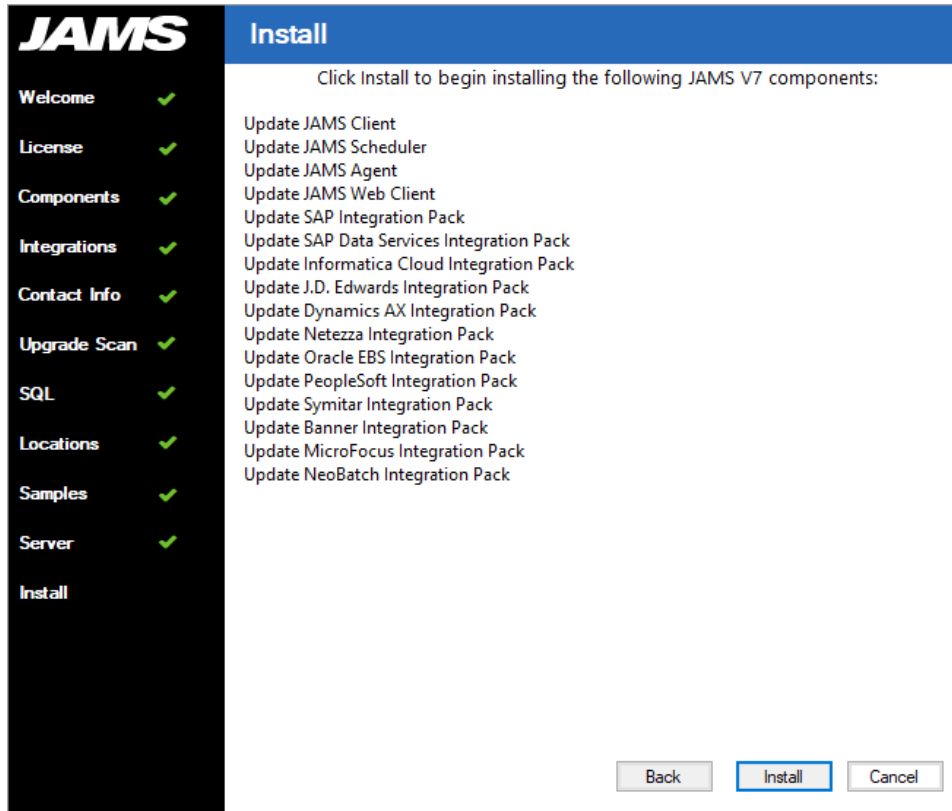 JAMS
Welcome
License
Components
Integrations
Contact Info
Upgrade Scan
SQL
Locations
Samples
Server
Install
Install
Click Install to begin installing the following JAMS V7 components:
Update JAMS Client
Update JAMS Scheduler
Update JAMS Agent
Update JAMS Web Client
Update SAP Integration Pack
Update SAP Data Services Integration Pack
Update Informatica Cloud Integration Pack
Update J.D. Edwards Integration Pack
Update Dynamics AX Integration Pack
Update Netezza Integration Pack
Update Oracle EBS Integration Pack
Update PeopleSoft Integration Pack
Update Symitar Integration Pack
Update Banner Integration Pack
Update MicroFocus Integration Pack
Update NeoBatch Integration Pack
Back Install Cancel